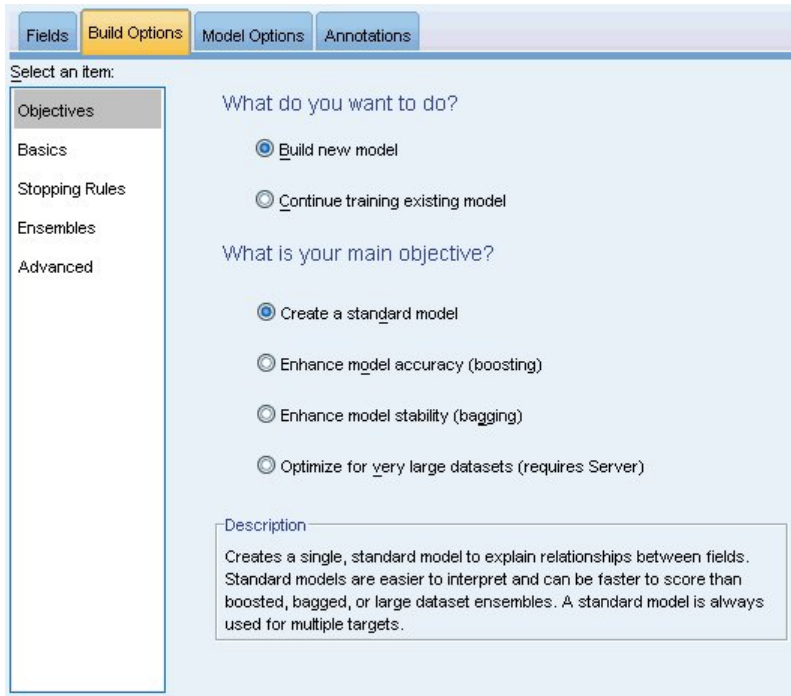 Fields Build Options Model Options Annotations
Select an item:
Objectives
Basics
Stopping Rules
Ensembles
Advanced
What do you want to do?
Build new model
Continue training existing model
What is your main objective?
Create a standard model
Enhance model accuracy (boosting)
Enhance model stability (bagging)
Optimize for very large datasets (requires Server)
Description
Creates a single, standard model to explain relationships between fields.
Standard models are easier to interpret and can be faster to score than
boosted, bagged, or large dataset ensembles. A standard model is always
used for multiple targets.